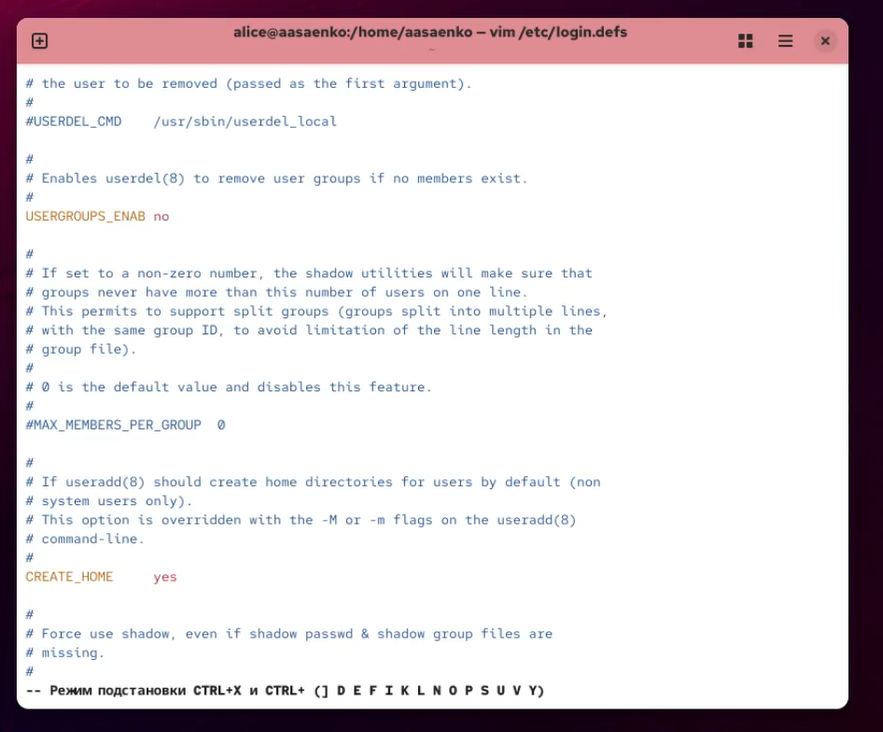 alice@aasaenko:/home/aasaenko — vim /etc/login.defs
~
# the user to be removed (passed as the first argument).
#
#USERDEL_CMD    /usr/sbin/userdel_local

#
# Enables userdel(8) to remove user groups if no members exist.
#
USERGROUPS_ENAB no

#
# If set to a non-zero number, the shadow utilities will make sure that
# groups never have more than this number of users on one line.
# This permits to support split groups (groups split into multiple lines,
# with the same group ID, to avoid limitation of the line length in the
# group file).
#
# 0 is the default value and disables this feature.
#
#MAX_MEMBERS_PER_GROUP  0

#
# If useradd(8) should create home directories for users by default (non
# system users only).
# This option is overridden with the -M or -m flags on the useradd(8)
# command-line.
#
CREATE_HOME     yes

#
# Force use shadow, even if shadow passwd & shadow group files are
# missing.
#
-- Режим подстановки CTRL+X и CTRL+ (] D E F I K L N O P S U V Y)